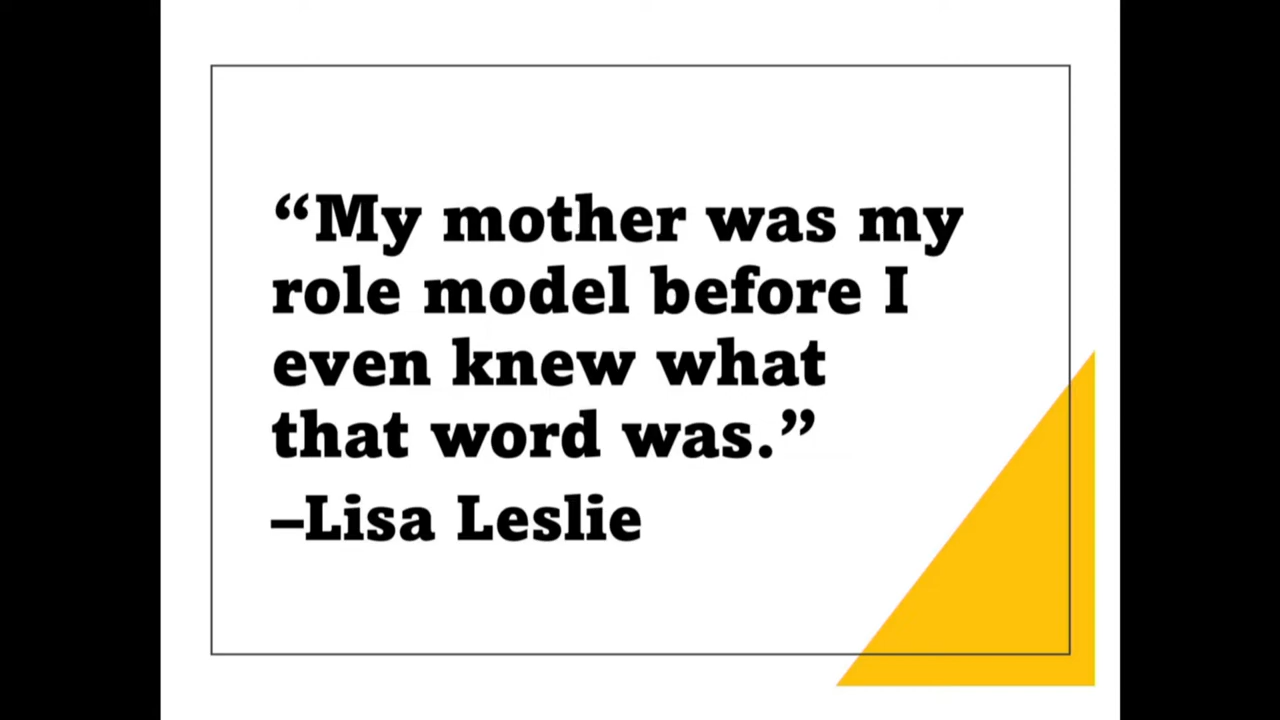 “My mother was my
role model before I
even knew what
that word was.”
–Lisa Leslie